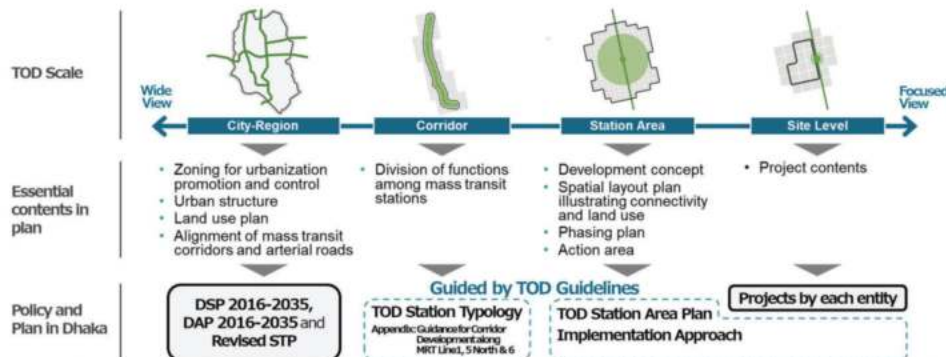 TOD Scale
Wide
View
Focused
View
City-Region
Corridor
Station Area
Site Level
Essential
contents in
plan
• Zoning for urbanization
promotion and control
• Urban structure
• Land use plan
• Alignment of mass transit
corridors and arterial roads
• Division of functions
among mass transit
stations
• Development concept
• Spatial layout plan
illustrating connectivity
and land use
• Phasing plan
• Action area
• Project contents
Policy and
Plan in Dhaka
Guided by TOD Guidelines
DSP 2016-2035,
DAP 2016-2035 and
Revised STP
TOD Station Typology
Appendix: Guidance for Corridor
Development along
MRT Line1, 5 North & 6
TOD Station Area Plan
Implementation Approach
Projects by each entity